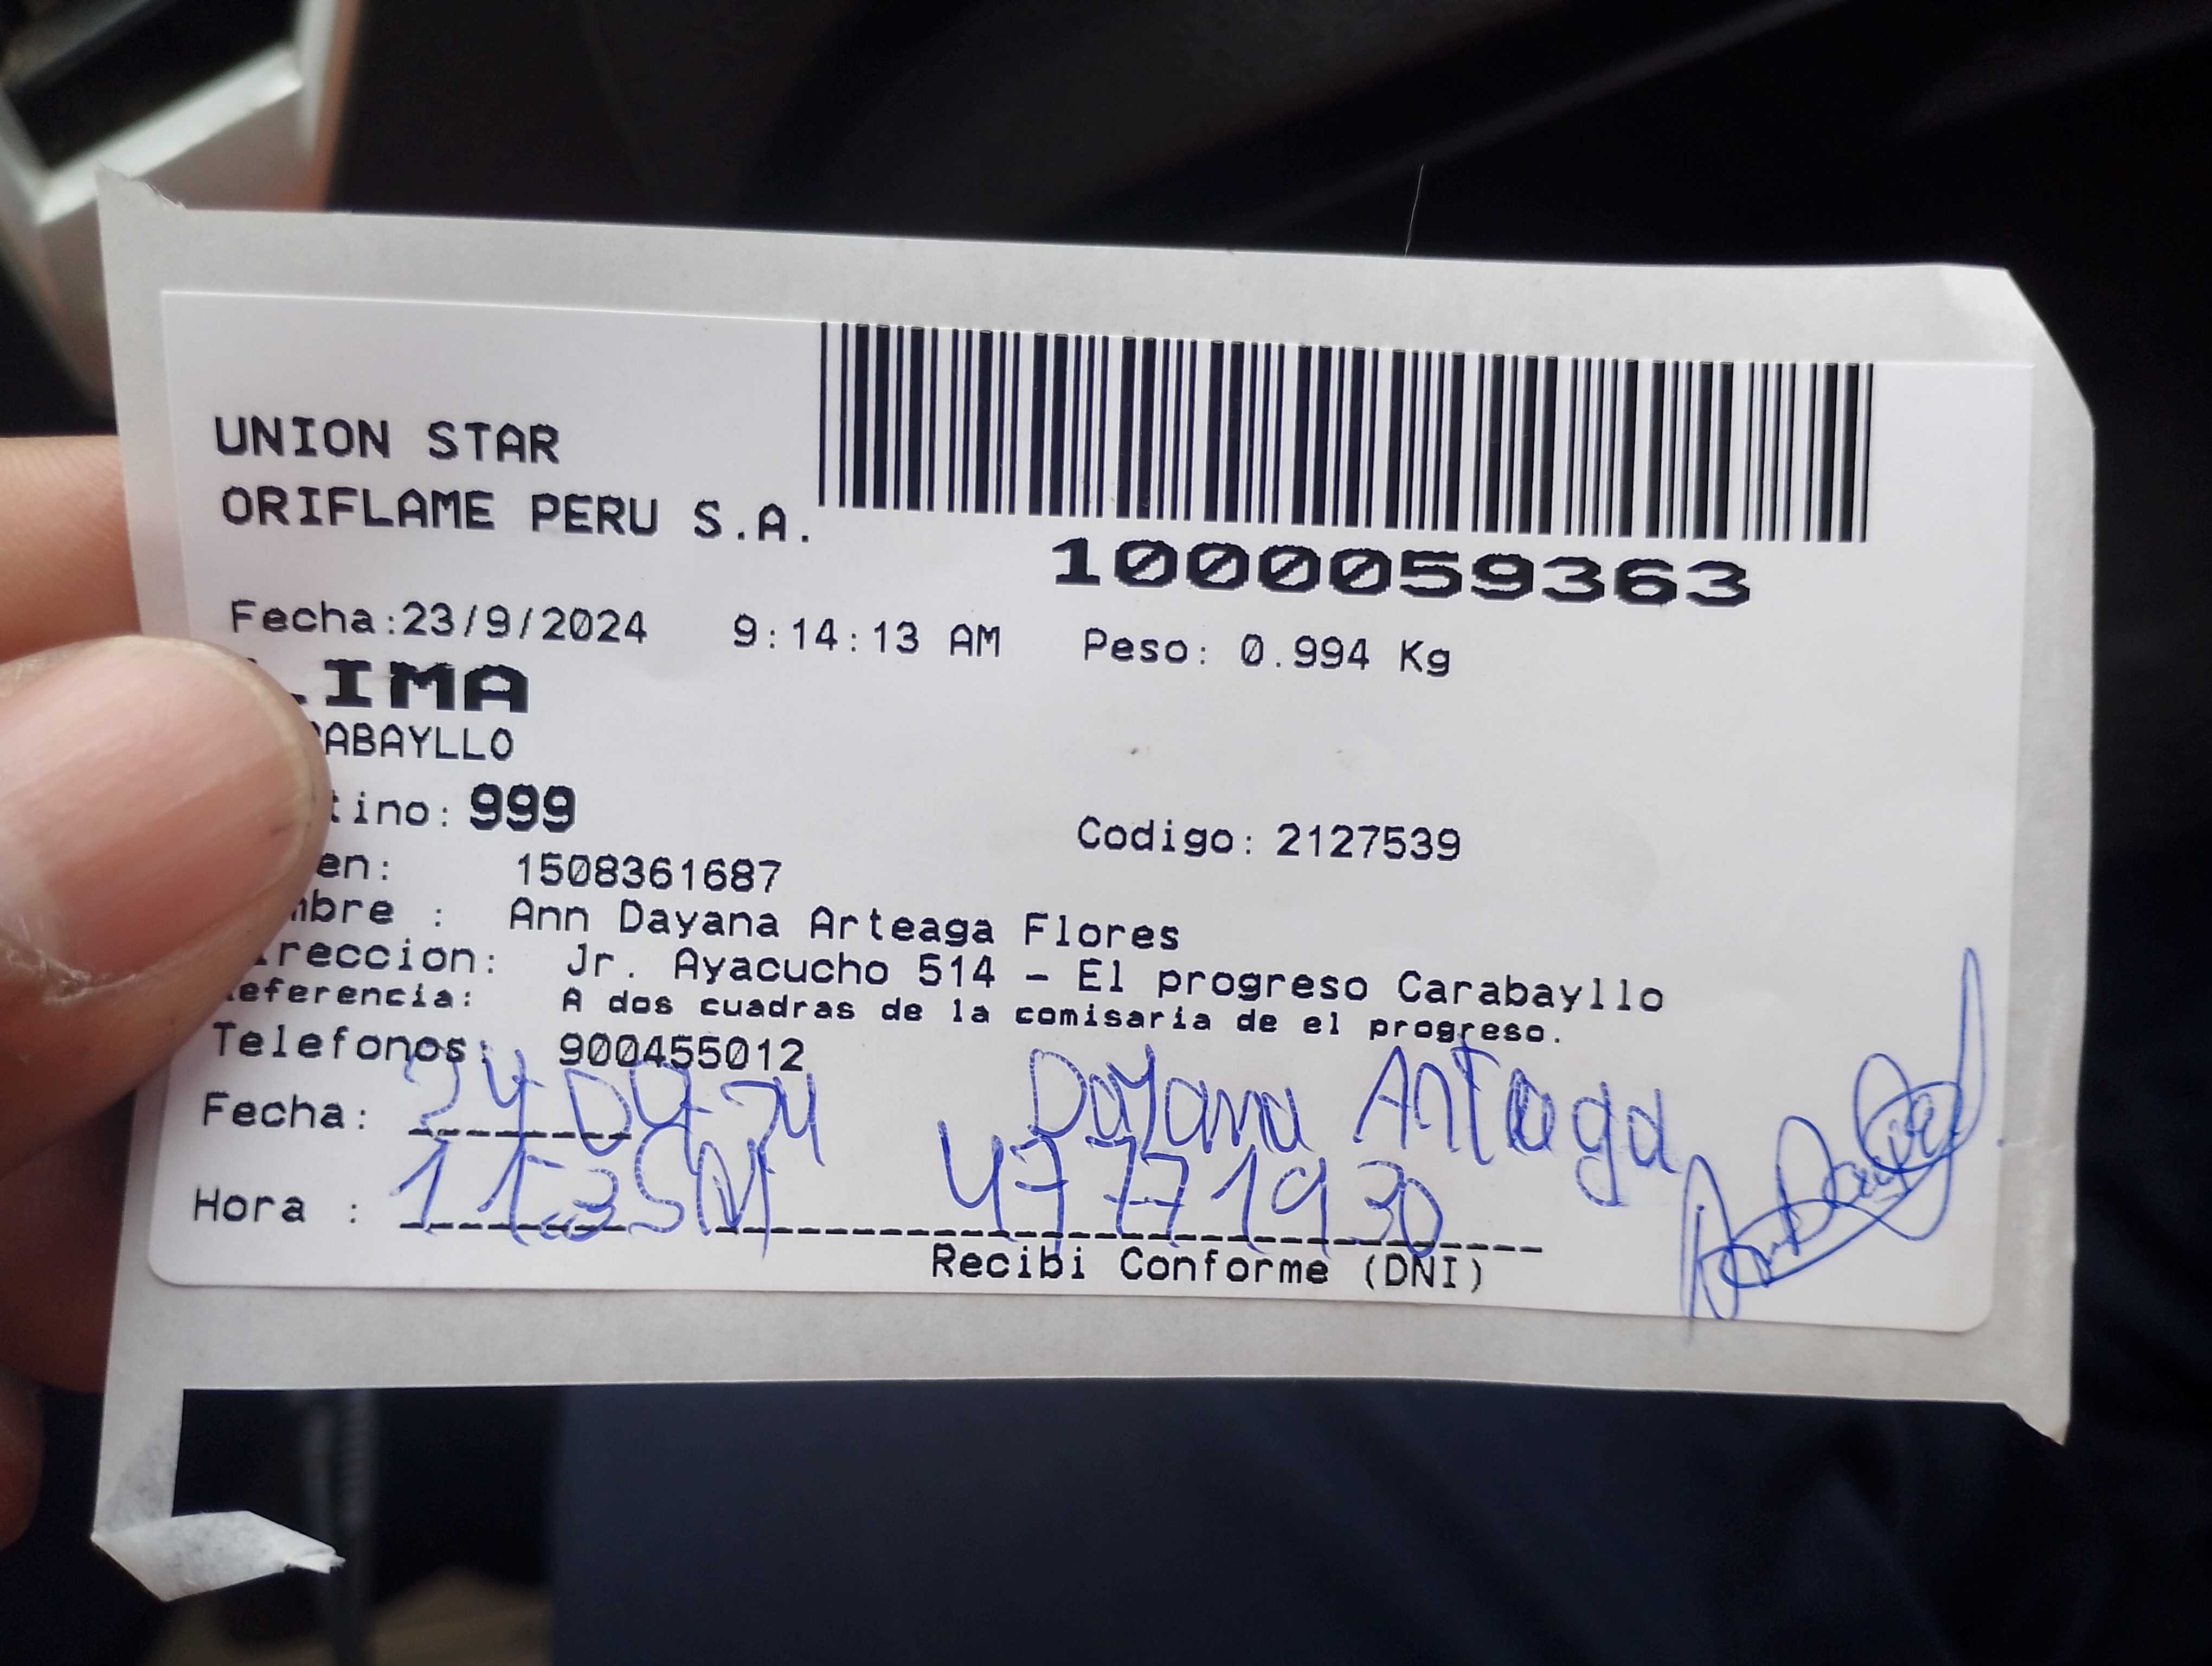 UNION STAR
ORIFLAME PERU S.A.
1000059363
Fecha:23/9/2024 9:14:13 AM Peso: 0.994 Kg
LIMA
CARABAYLLO
tino: 999
Codigo: 2127539
en: 1508361687
mbre : Ann Dayana Arteaga Flores
ireccion: Jr. Ayacucho 514 - El progreso Carabayllo
eferencia: A dos cuadras de la comisaria de el progreso.
Telefonos: 900455012
Fecha: 24-09-24 Dayana Arteaga
Hora : 11:35 47771930
Recibi Conforme (DNI)